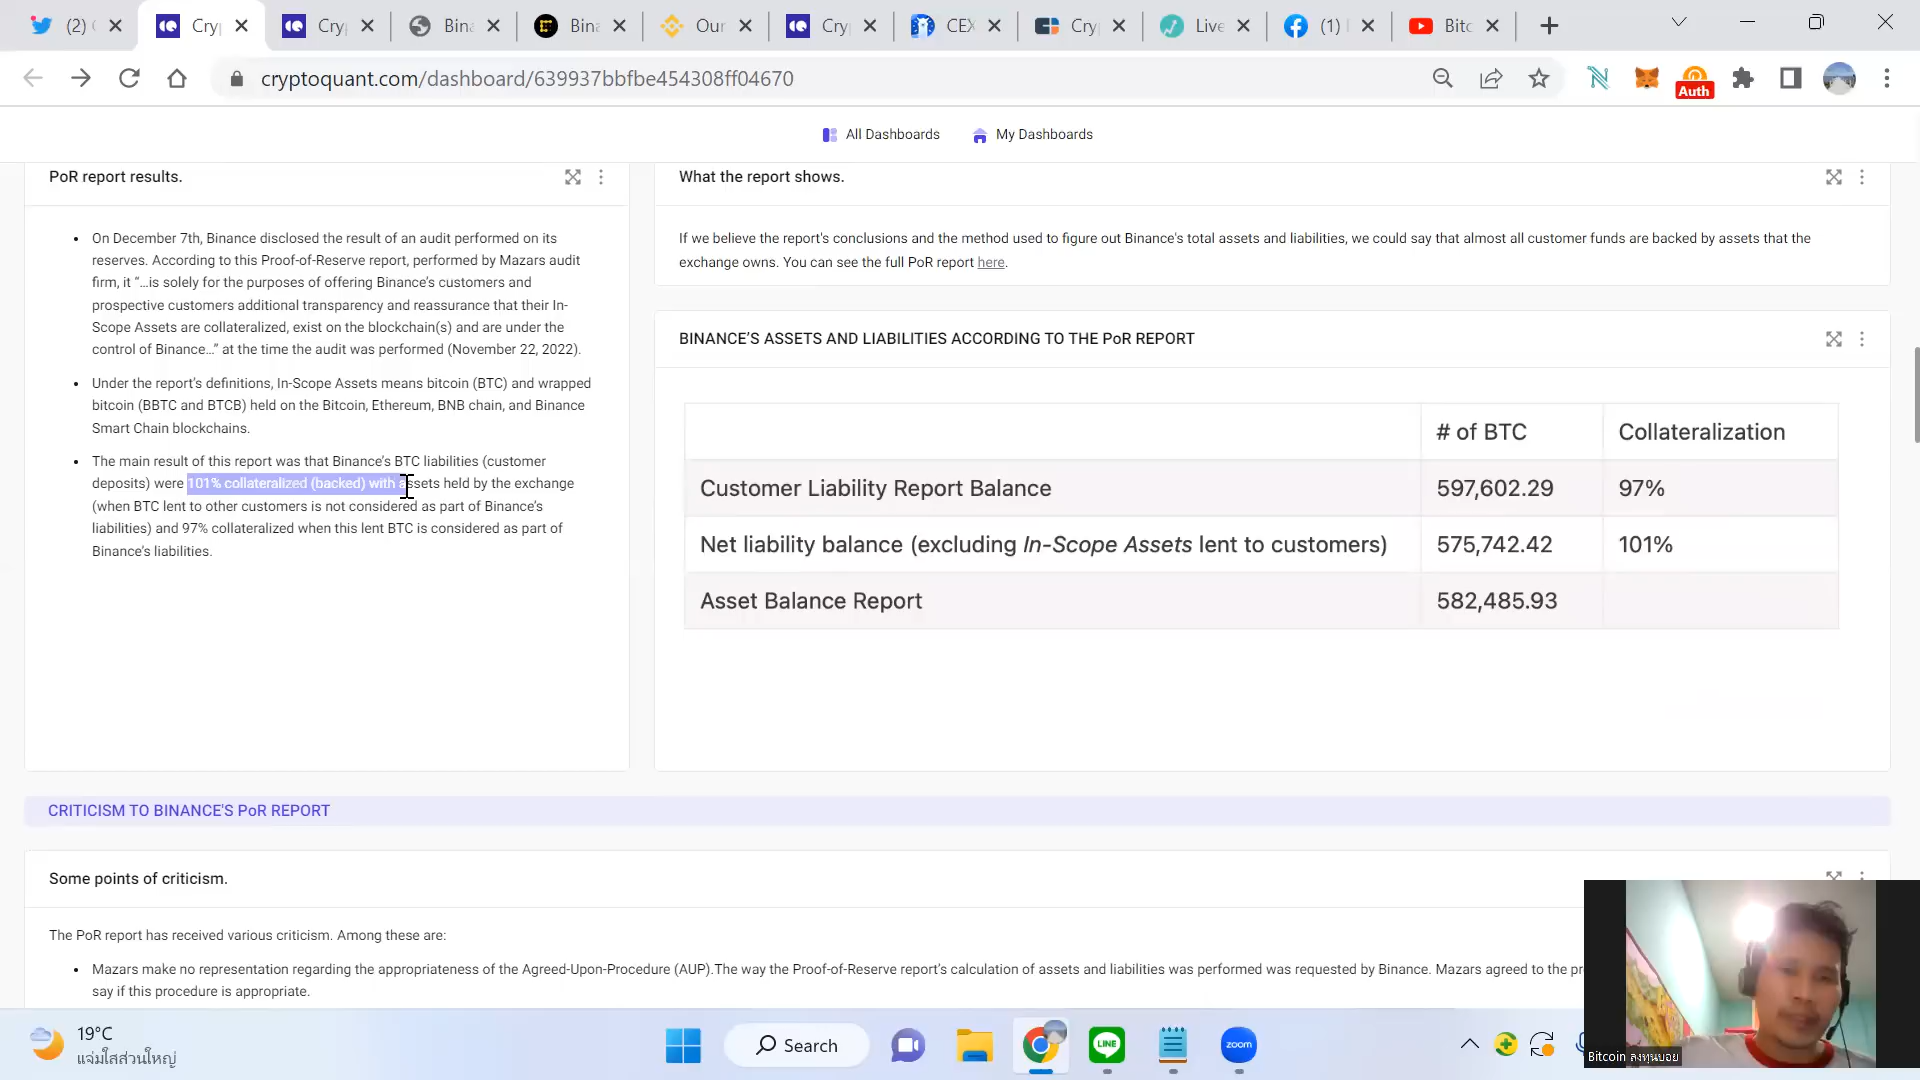 (2)
Cry
Cry
Bina
Bina
Our
Cry
CEX
Cry
Live
(1)
Bitc
cryptoquant.com/dashboard/639937bbfbe454308ff04670
Auth
All Dashboards
My Dashboards
PoR report results.
On December 7th, Binance disclosed the result of an audit performed on its
reserves. According to this Proof-of-Reserve report, performed by Mazars audit
firm, it “…is solely for the purposes of offering Binance’s customers and
prospective customers additional transparency and reassurance that their In-
Scope Assets are collateralized, exist on the blockchain(s) and are under the
control of Binance…” at the time the audit was performed (November 22, 2022).
Under the report's definitions, In-Scope Assets means bitcoin (BTC) and wrapped
bitcoin (BBTC and BTCB) held on the Bitcoin, Ethereum, BNB chain, and Binance
Smart Chain blockchains.
The main result of this report was that Binance’s BTC liabilities (customer
deposits) were 101% collateralized (backed) with assets held by the exchange
(when BTC lent to other customers is not considered as part of Binance’s
liabilities) and 97% collateralized when this lent BTC is considered as part of
Binance’s liabilities.
What the report shows.
If we believe the report's conclusions and the method used to figure out Binance's total assets and liabilities, we could say that almost all customer funds are backed by assets that the
exchange owns. You can see the full PoR report here.
BINANCE’S ASSETS AND LIABILITIES ACCORDING TO THE PoR REPORT
# of BTC Collateralization
Customer Liability Report Balance 597,602.29 97%
Net liability balance (excluding In-Scope Assets lent to customers) 575,742.42 101%
Asset Balance Report 582,485.93
CRITICISM TO BINANCE'S PoR REPORT
Some points of criticism.
The PoR report has received various criticism. Among these are:
Mazars make no representation regarding the appropriateness of the Agreed-Upon-Procedure (AUP).The way the Proof-of-Reserve report’s calculation of assets and liabilities was performed was requested by Binance. Mazars agreed to the pr
say if this procedure is appropriate.
Bitcoin ลงทุนบอย
19°C
แจ่มใสส่วนใหญ่
Search
LINE
zoom